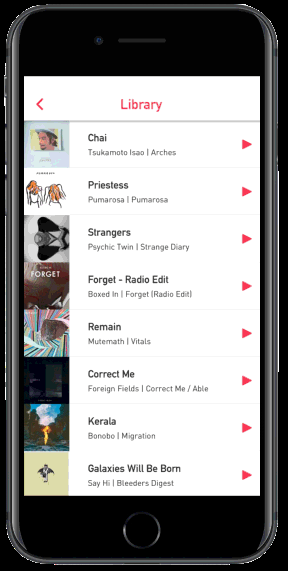 Library
Chai
Tsukamoto Isao | Arches
Priestess
Pumarosa | Pumarosa
Strangers
Psychic Twin | Strange Diary
FORGET
Forget - Radio Edit
Boxed In | Forget (Radio Edit)
Remain
Mutemath | Vitals
Correct Me
Foreign Fields | Correct Me / Able
Kerala
Bonobo | Migration
Galaxies Will Be Born
Say Hi | Bleeders Digest